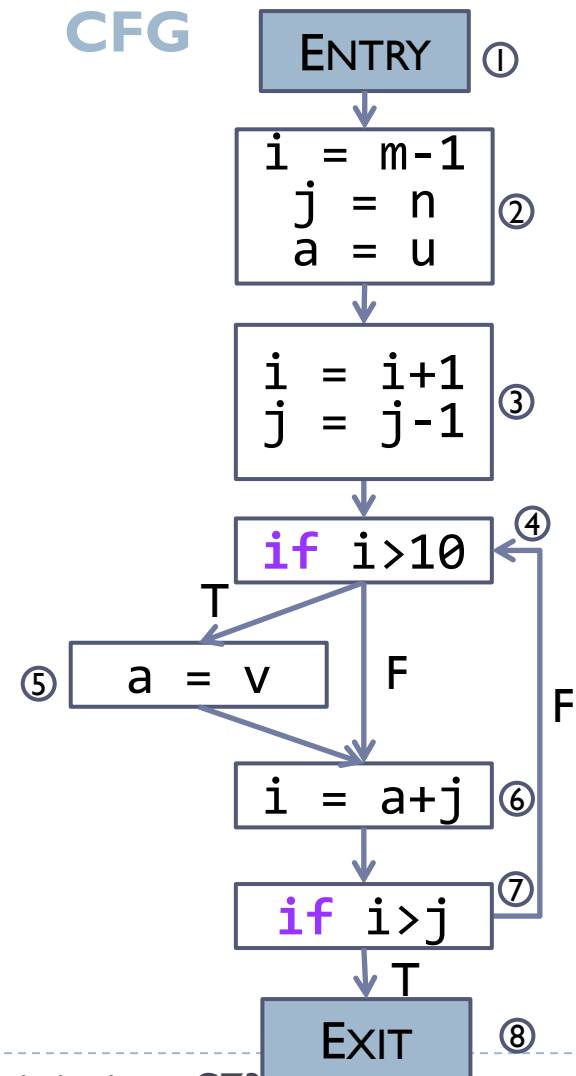 CFG
ENTRY
①
i = m-1
j = n
a = u
②
i = i+1
j = j-1
③
④
if i>10
T
⑤
a = v
F
F
i = a+j
⑥
⑦
if i>j
T
EXIT
⑧